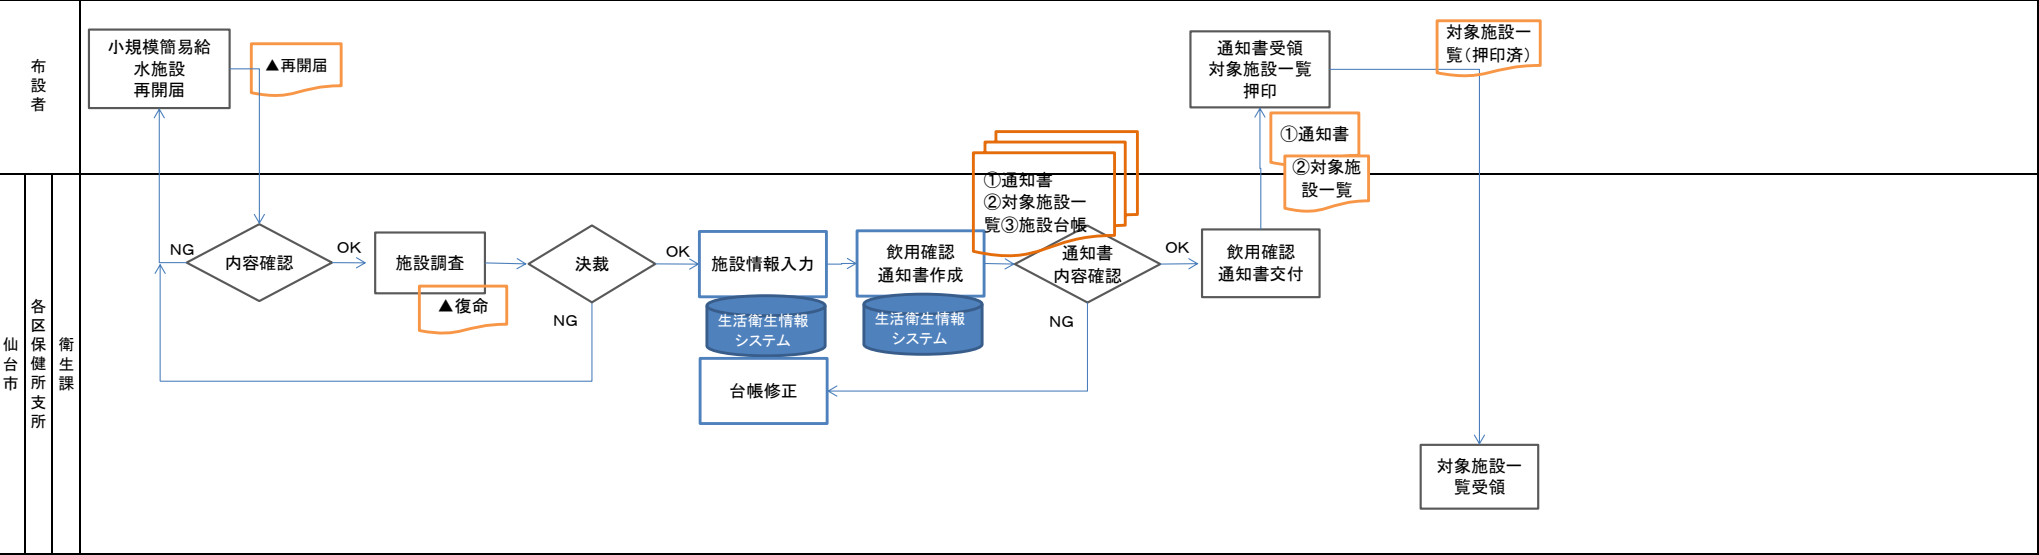 布設者
小規模簡易給
水施設
再開届
▲再開届
通知書受領
対象施設一覧
押印
対象施設一
覧(押印済)
①通知書
②対象施
設一覧
仙台市
各区保健所支所
衛生課
NG
内容確認
OK
施設調査
▲復命
決裁
OK
NG
施設情報入力
生活衛生情報
システム
台帳修正
飲用確認
通知書作成
生活衛生情報
システム
①通知書
②対象施設一
覧③施設台帳
通知書
内容確認
OK
NG
飲用確認
通知書交付
対象施設一
覧受領